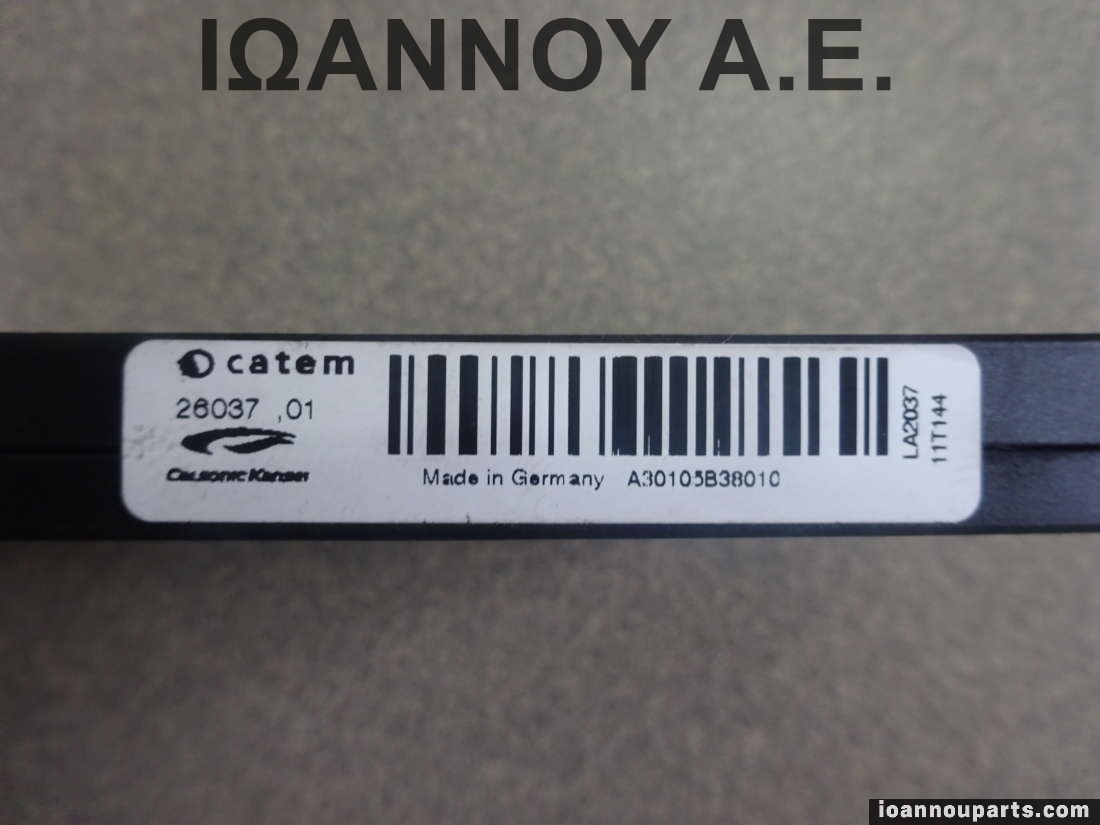 ΙΩΑΝΝΟΥ Α.Ε.
catem
26037 ,01
CALSONIC KANSEI
Made in Germany A30105B38010
LA2037
11T144
ioannouparts.com